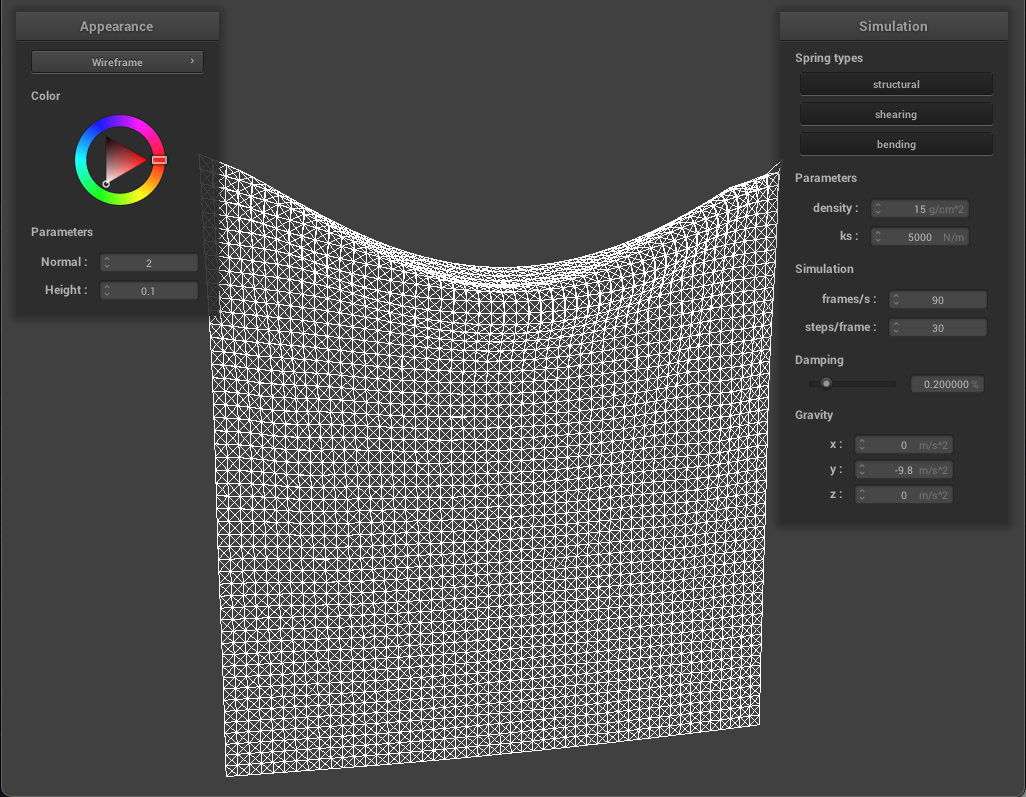 Appearance
Wireframe ›
Color
Parameters
Normal : 2
Height : 0.1
Simulation
Spring types
structural
shearing
bending
Parameters
density : 15 g/cm^2
ks : 5000 N/m
Simulation
frames/s : 90
steps/frame : 30
Damping
0.200000 %
Gravity
x : 0 m/s^2
y : -9.8 m/s^2
z : 0 m/s^2